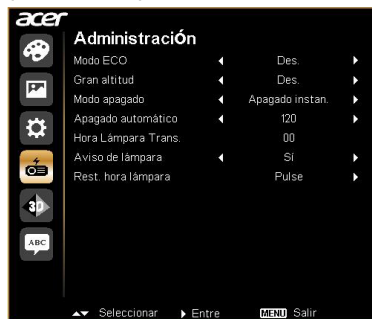 acer
Administración
Modo ECO Des.
Gran altitud Des.
Modo apagado Apagado instan.
Apagado automático 120
Hora Lámpara Trans. 00
Aviso de lámpara Sí
Rest. hora lámpara Pulse
3D
ABC
Seleccionar Entre MENU Salir